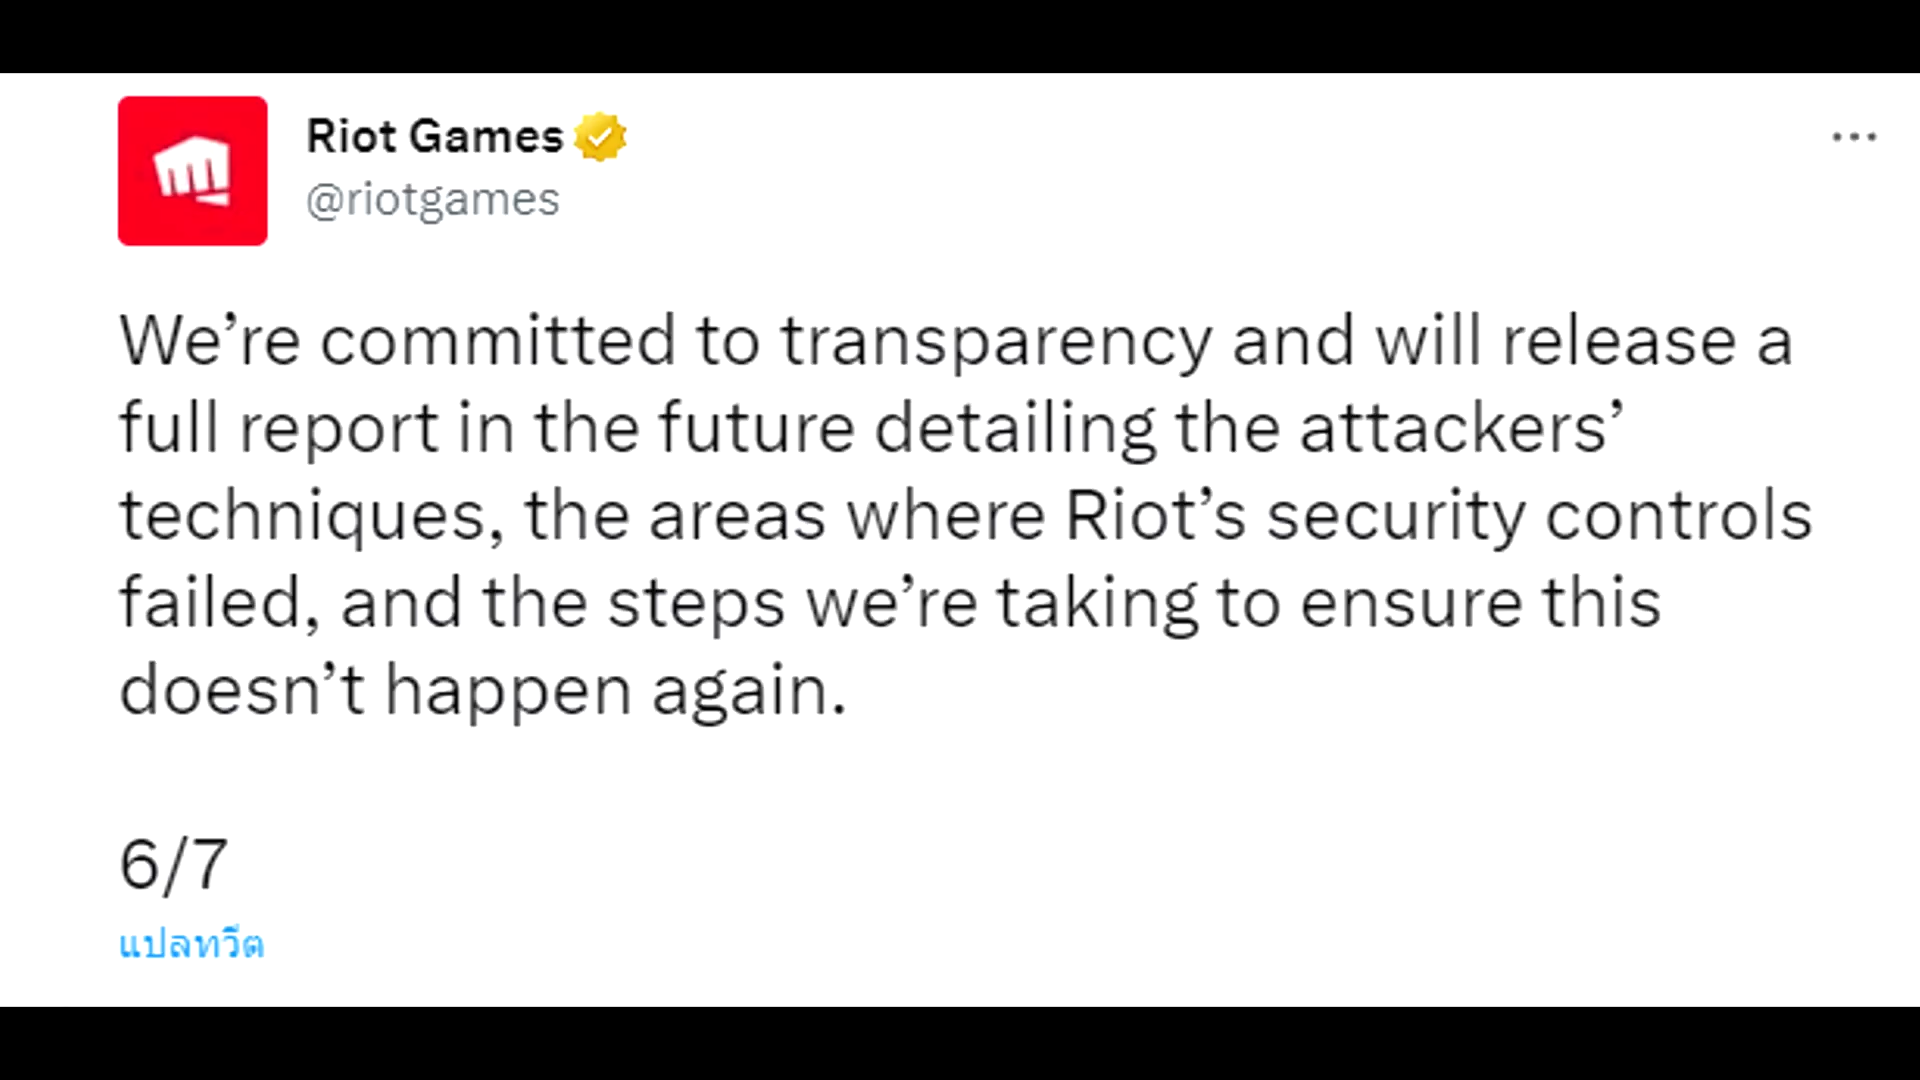 Riot Games
@riotgames
We’re committed to transparency and will release a
full report in the future detailing the attackers’
techniques, the areas where Riot’s security controls
failed, and the steps we’re taking to ensure this
doesn’t happen again.
6/7
แปลทวีต